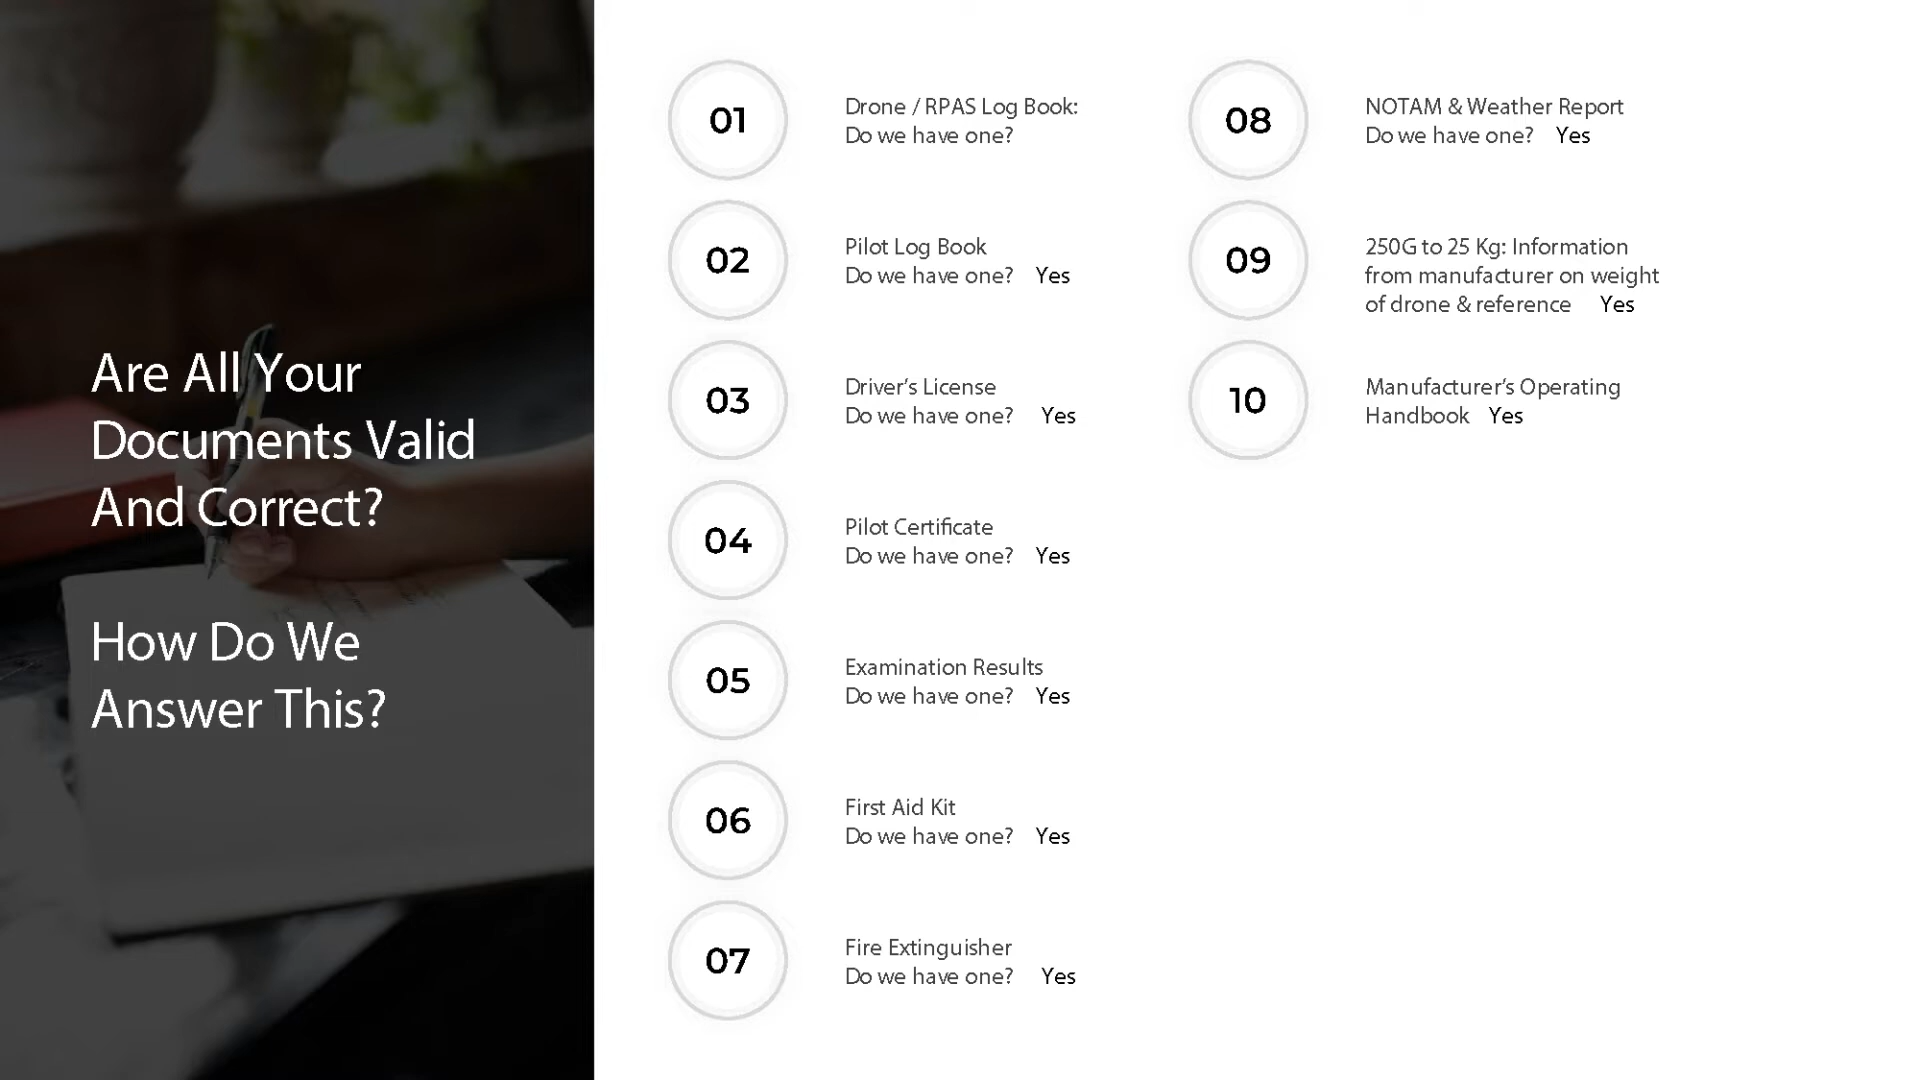 Are All Your
Documents Valid
And Correct?
How Do We
Answer This?
01
Drone / RPAS Log Book:
Do we have one?
02
Pilot Log Book
Do we have one? Yes
03
Driver’s License
Do we have one? Yes
04
Pilot Certificate
Do we have one? Yes
05
Examination Results
Do we have one? Yes
06
First Aid Kit
Do we have one? Yes
07
Fire Extinguisher
Do we have one? Yes
08
NOTAM & Weather Report
Do we have one? Yes
09
250G to 25 Kg: Information
from manufacturer on weight
of drone & reference Yes
10
Manufacturer’s Operating
Handbook Yes